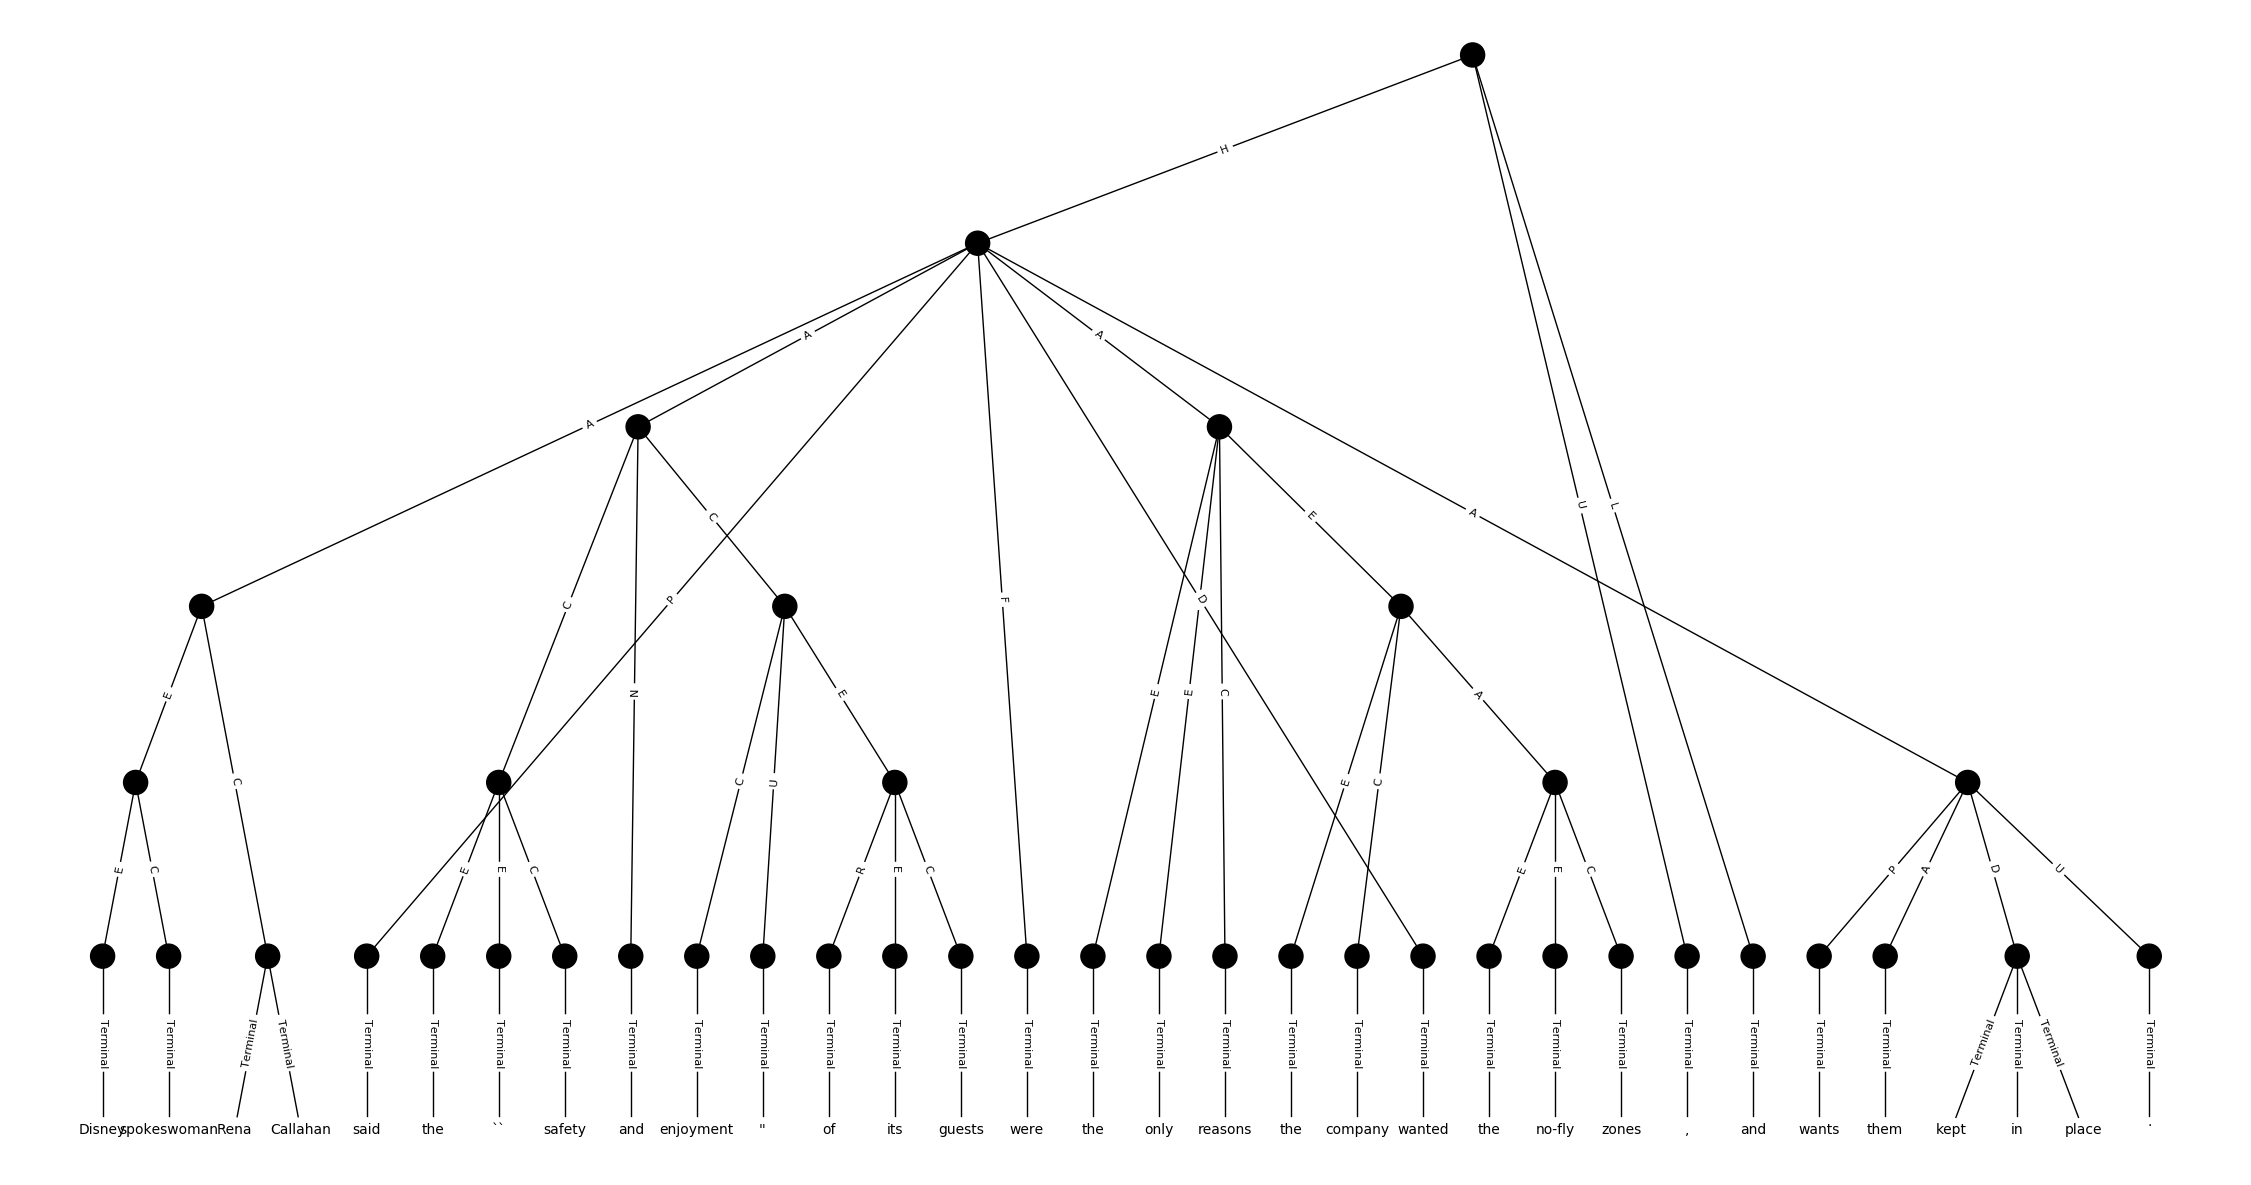 H
A
A
A
C
E
A
U
L
C
P
F
D
E
C
N
E
E
E
C
A
C
C
U
E
C
E
C
E
E
C
R
E
C
E
E
C
P
A
D
U
Terminal Terminal Terminal Terminal Terminal Terminal Terminal Terminal Terminal Terminal Terminal Terminal Terminal Terminal Terminal Terminal Terminal Terminal Terminal Terminal Terminal Terminal Terminal Terminal Terminal Terminal Terminal Terminal Terminal Terminal Terminal Terminal
Disney spokeswoman Rena Callahan said the `` safety and enjoyment " of its guests were the only reasons the company wanted the no-fly zones , and wants them kept in place .